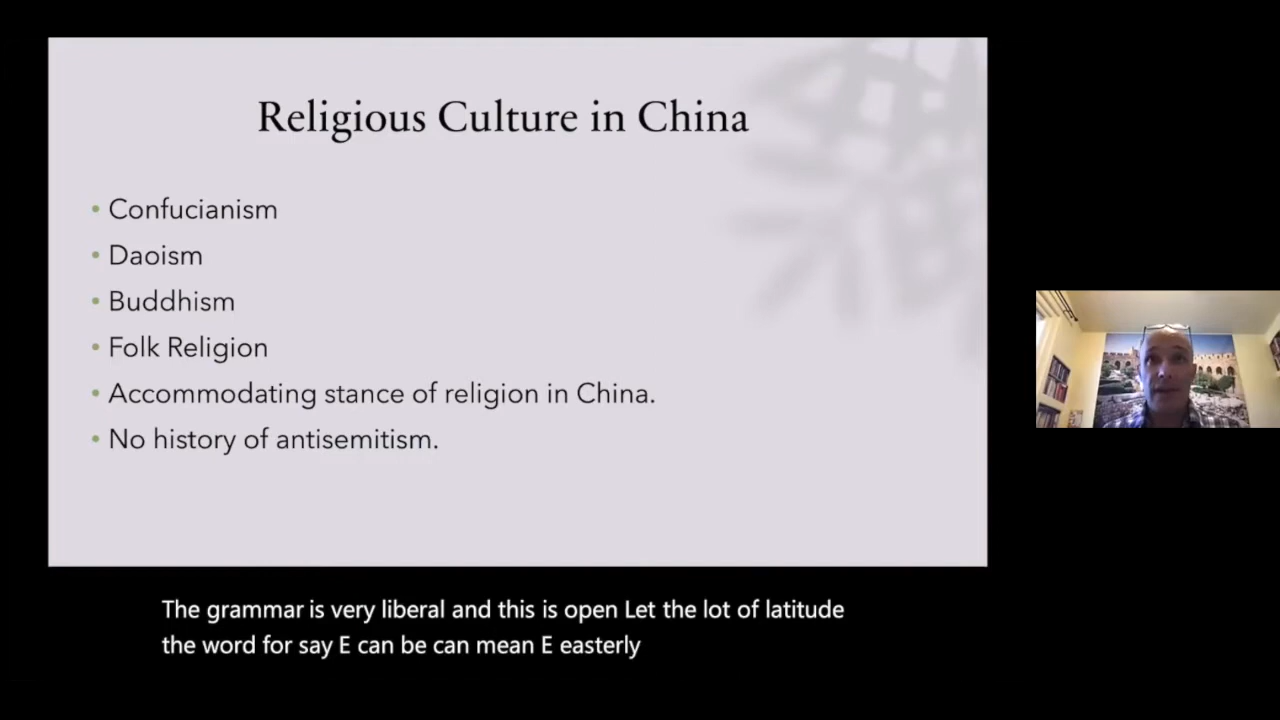 Religious Culture in China
• Confucianism
• Daoism
• Buddhism
• Folk Religion
• Accommodating stance of religion in China.
• No history of antisemitism.
The grammar is very liberal and this is open Let the lot of latitude
the word for say E can be can mean E easterly